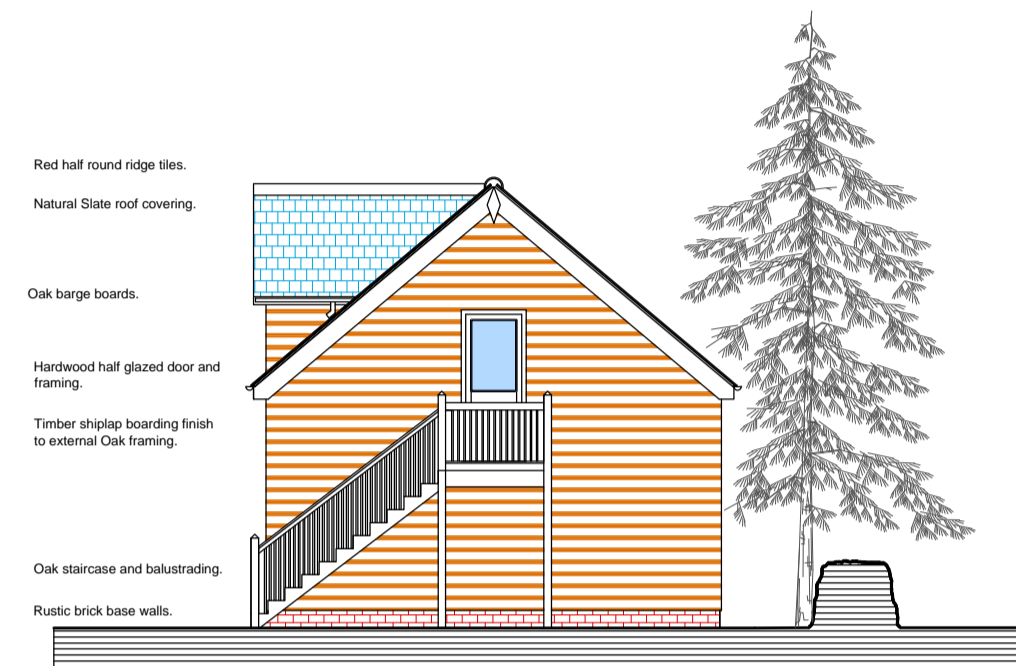 Red half round ridge tiles.
Natural Slate roof covering.
Oak barge boards.
Hardwood half glazed door and
framing.
Timber shiplap boarding finish
to external Oak framing.
Oak staircase and balustrading.
Rustic brick base walls.